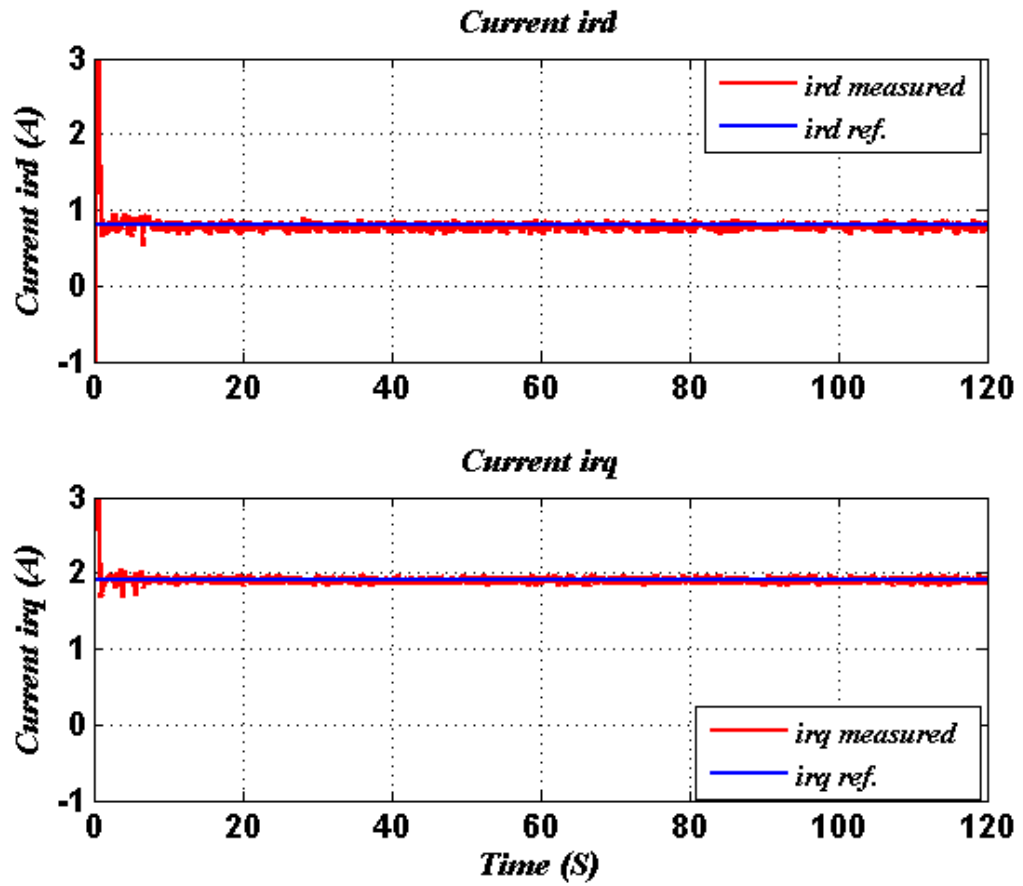 Current ird
Current ird (A)
3
2
1
0
-1
ird measured
ird ref.
0 20 40 60 80 100 120
Current irq
Current irq (A)
3
2
1
0
-1
irq measured
irq ref.
0 20 40 60 80 100 120
Time (S)